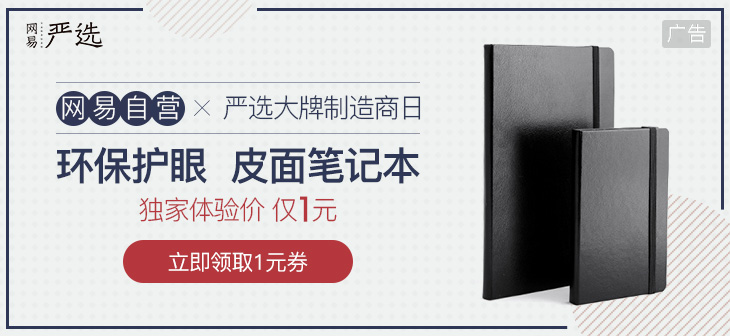 网易严选
广告
网易自营 × 严选大牌制造商日
环保护眼 皮面笔记本
独家体验价 仅1元
立即领取1元券